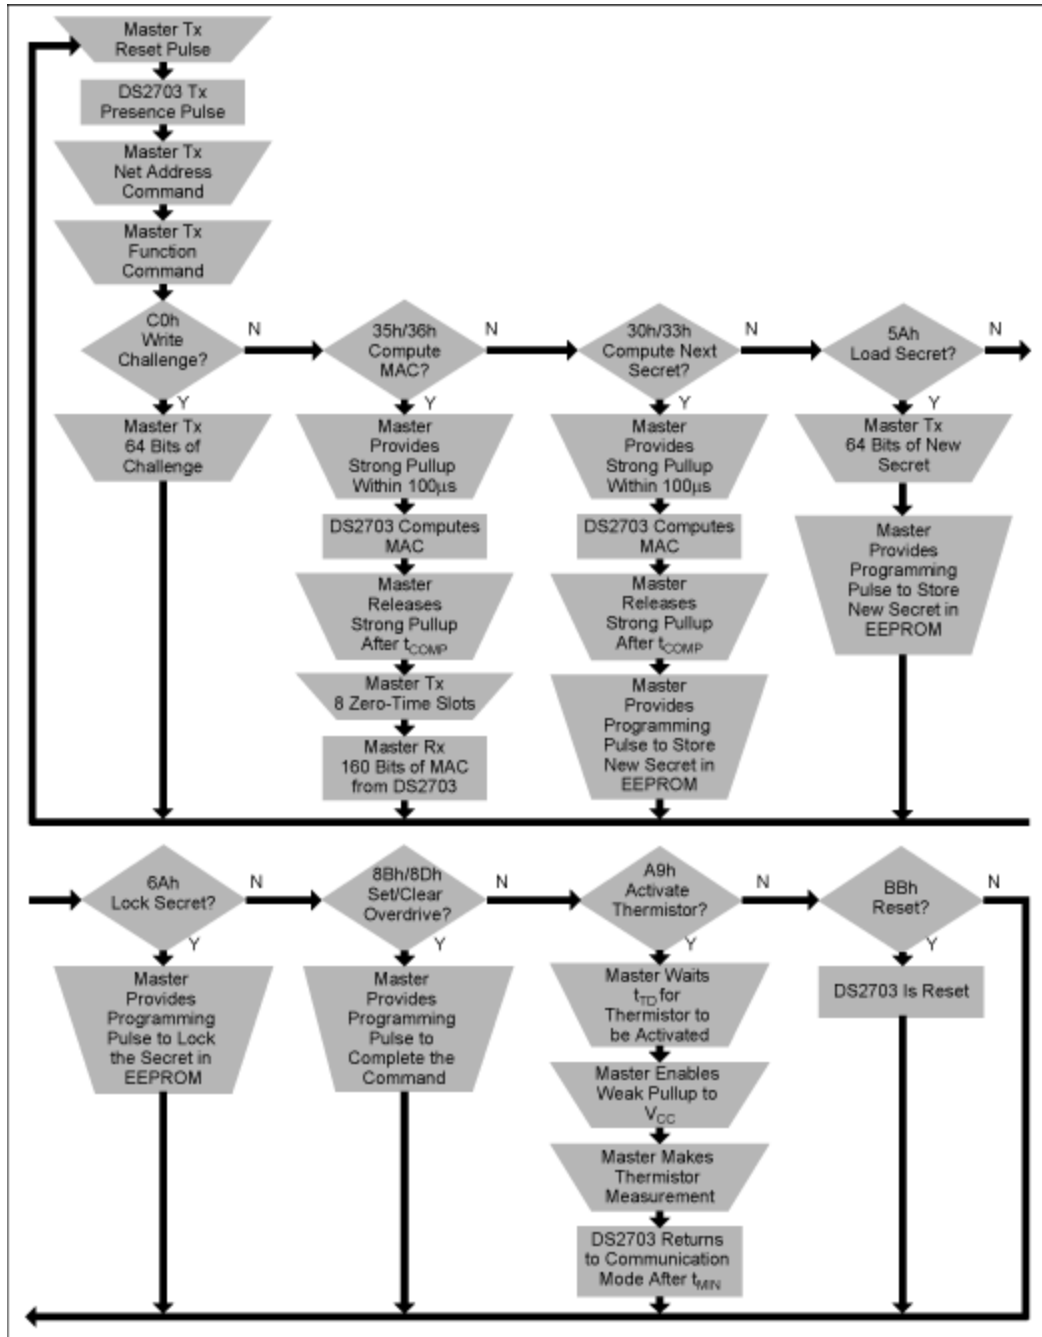 Master Tx
Reset Pulse
DS2703 Tx
Presence Pulse
Master Tx
Net Address
Command
Master Tx
Function
Command
C0h
Write
Challenge?
N
Y
Master Tx
64 Bits of
Challenge
35h/36h
Compute
MAC?
N
Y
Master
Provides
Strong Pullup
Within 100µs
DS2703 Computes
MAC
Master
Releases
Strong Pullup
After tCOMP
Master Tx
8 Zero-Time Slots
Master Rx
160 Bits of MAC
from DS2703
30h/33h
Compute Next
Secret?
N
Y
Master
Provides
Strong Pullup
Within 100µs
DS2703 Computes
MAC
Master
Releases
Strong Pullup
After tCOMP
Master
Provides
Programming
Pulse to Store
New Secret in
EEPROM
5Ah
Load Secret?
N
Y
Master Tx
64 Bits of New
Secret
Master
Provides
Programming
Pulse to Store
New Secret in
EEPROM
6Ah
Lock Secret?
N
Y
Master
Provides
Programming
Pulse to Lock
the Secret in
EEPROM
8Bh/8Dh
Set/Clear
Overdrive?
N
Y
Master
Provides
Programming
Pulse to
Complete the
Command
A9h
Activate
Thermistor?
N
Y
Master Waits
tTD for
Thermistor to
be Activated
Master Enables
Weak Pullup to
VCC
Master Makes
Thermistor
Measurement
DS2703 Returns
to Communication
Mode After tMIN
BBh
Reset?
N
Y
DS2703 Is Reset